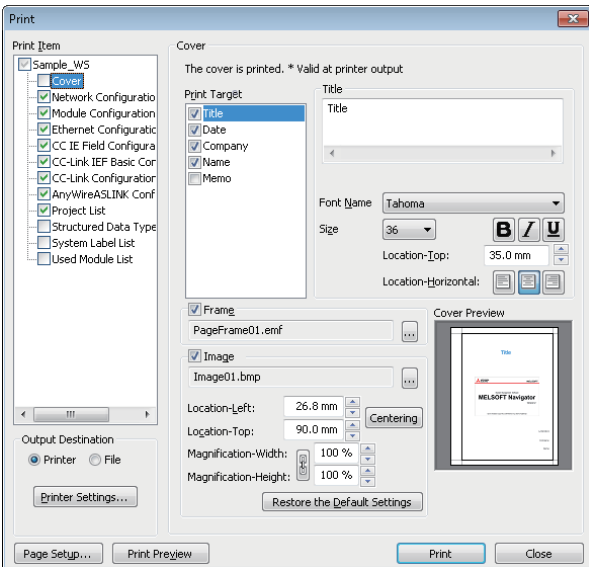 Print
Print Item
Sample_WS
Cover
Network Configuratio
Module Configuration
Ethernet Configuratic
CC IE Field Configura
CC-Link IEF Basic Cor
CC-Link Configuration
AnyWireASLINK Conf
Project List
Structured Data Type
System Label List
Used Module List
Output Destination
Printer File
Printer Settings...
Cover
The cover is printed. * Valid at printer output
Print Target
Title
Date
Company
Name
Memo
Title
Title
Font Name Tahoma
Size 36 B I U
Location-Top: 35.0 mm
Location-Horizontal:
Frame
PageFrame01.emf ...
Image
Image01.bmp ...
Location-Left: 26.8 mm
Centering
Location-Top: 90.0 mm
Magnification-Width: 100 %
Magnification-Height: 100 %
Restore the Default Settings
Cover Preview
Title
MELSOFT Navigator
Page Setup... Print Preview Print Close